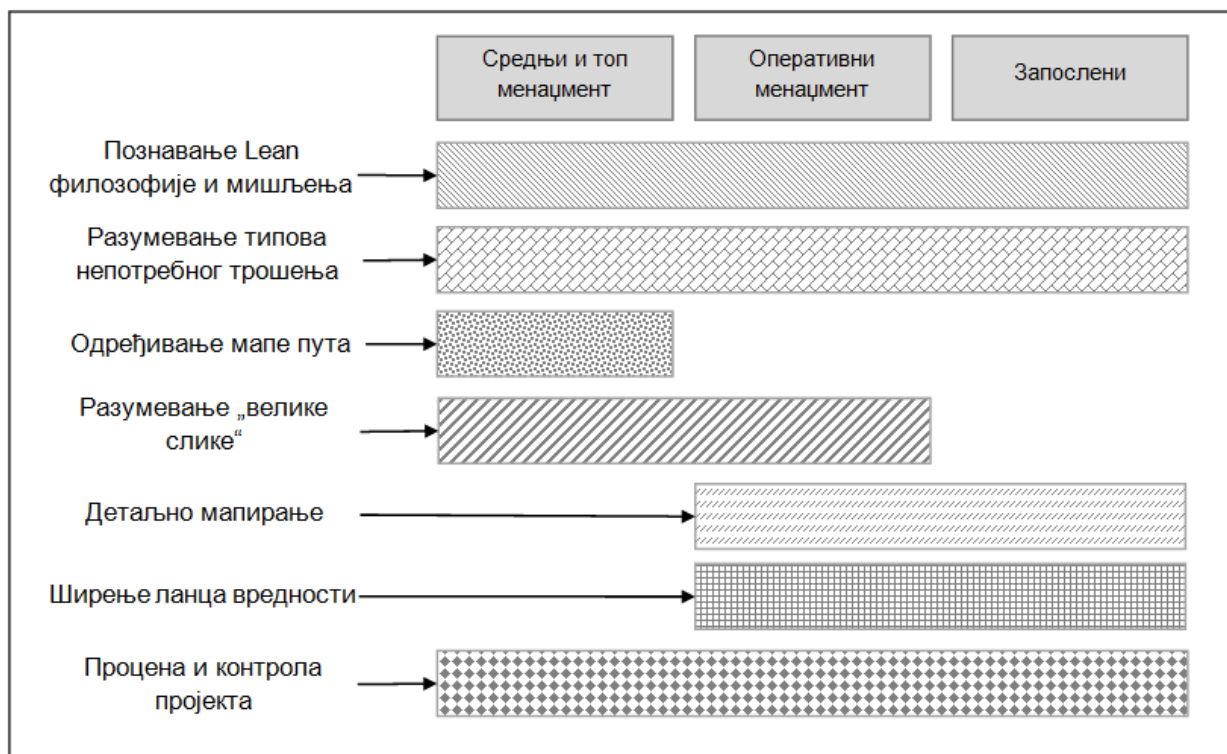 Средњи и топ
менаџмент
Оперативни
менаџмент
Запослени
Познавање Lean
филозофије и мишљења
Разумевање типова
непотребног трошења
Одређивање мапе пута
Разумевање „велике
слике“
Детаљно мапирање
Ширење ланца вредности
Процена и контрола
пројекта